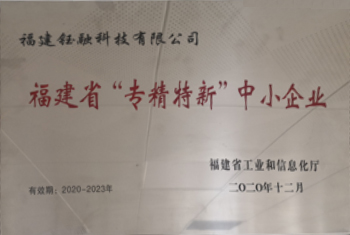 福建钰融科技有限公司
福建省“专精特新”中小企业
福建省工业和信息化厅
有效期：2020-2023年
二〇二〇年十二月